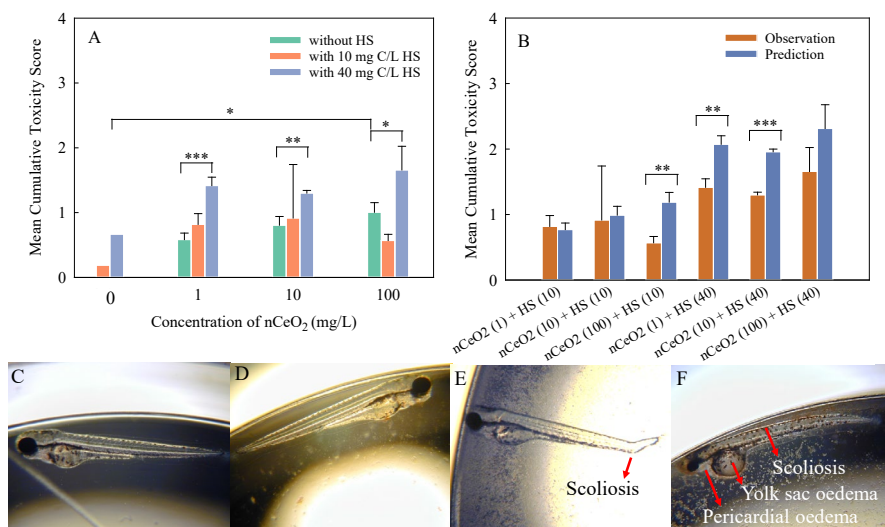 A
without HS
with 10 mg C/L HS
with 40 mg C/L HS
Mean Cumulative Toxicity Score
4
3
2
1
0
*
*
***
**
0
1
10
100
Concentration of nCeO₂ (mg/L)
B
Observation
Prediction
Mean Cumulative Toxicity Score
4
3
2
1
0
**
***
**
nCeO2 (1) + HS (10)
nCeO2 (10) + HS (10)
nCeO2 (100) + HS (10)
nCeO2 (1) + HS (40)
nCeO2 (10) + HS (40)
nCeO2 (100) + HS (40)
C
D
E
Scoliosis
F
Scoliosis
Yolk sac oedema
Pericardial oedema